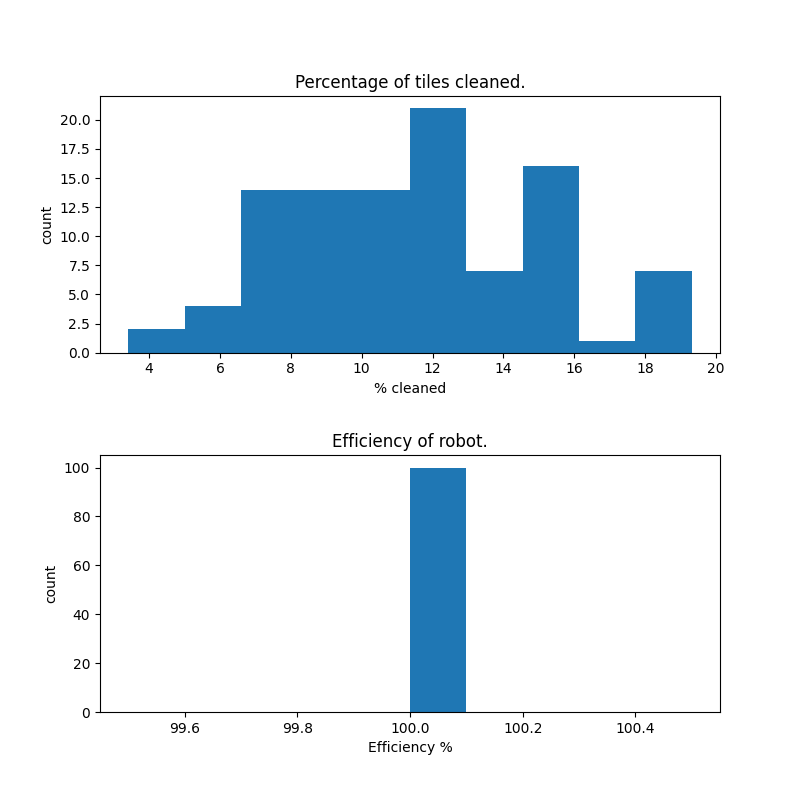 Percentage of tiles cleaned.
20.0
17.5
15.0
12.5
10.0
7.5
5.0
2.5
0.0
count
4 6 8 10 12 14 16 18 20
% cleaned
Efficiency of robot.
100
80
60
40
20
0
count
99.6 99.8 100.0 100.2 100.4
Efficiency %